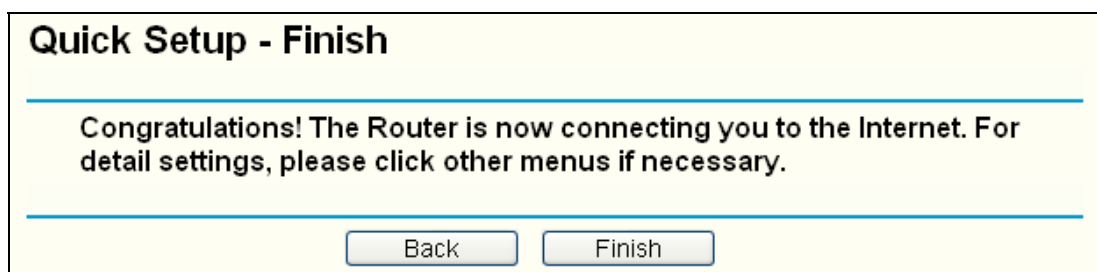 Quick Setup - Finish
Congratulations! The Router is now connecting you to the Internet. For
detail settings, please click other menus if necessary.
Back Finish